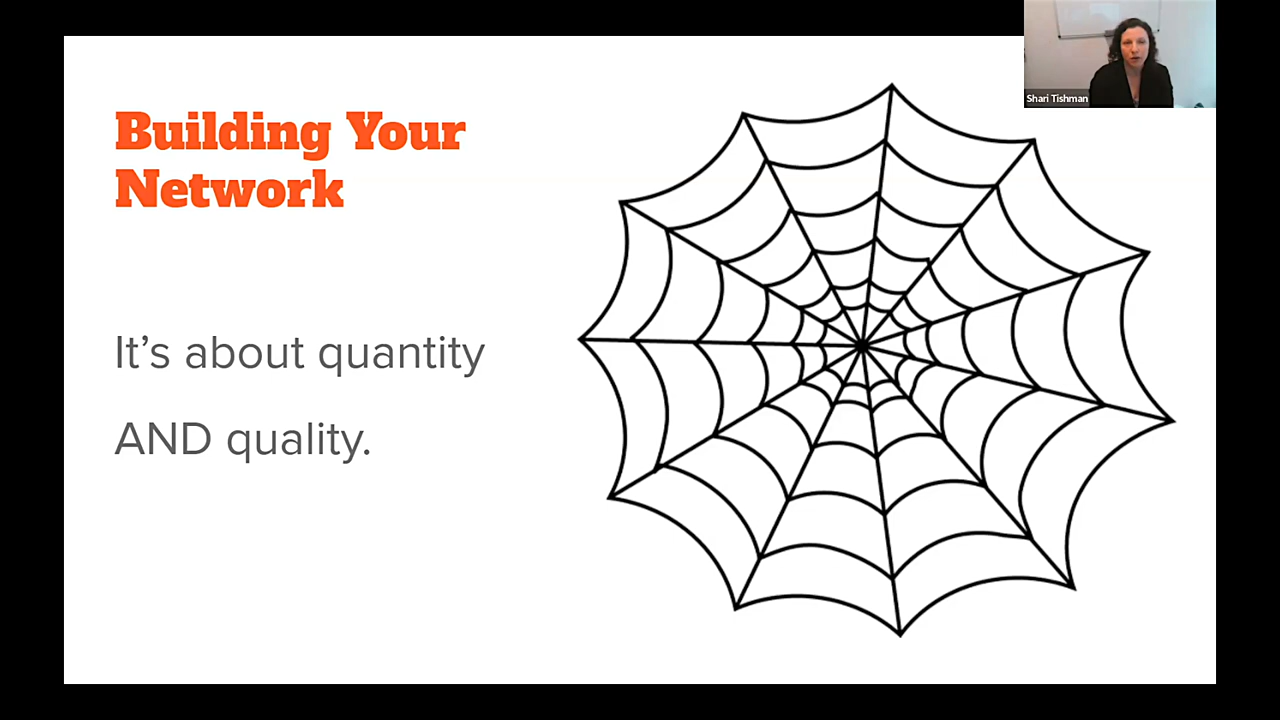 Shari Tishman
Building Your
Network
It’s about quantity
AND quality.